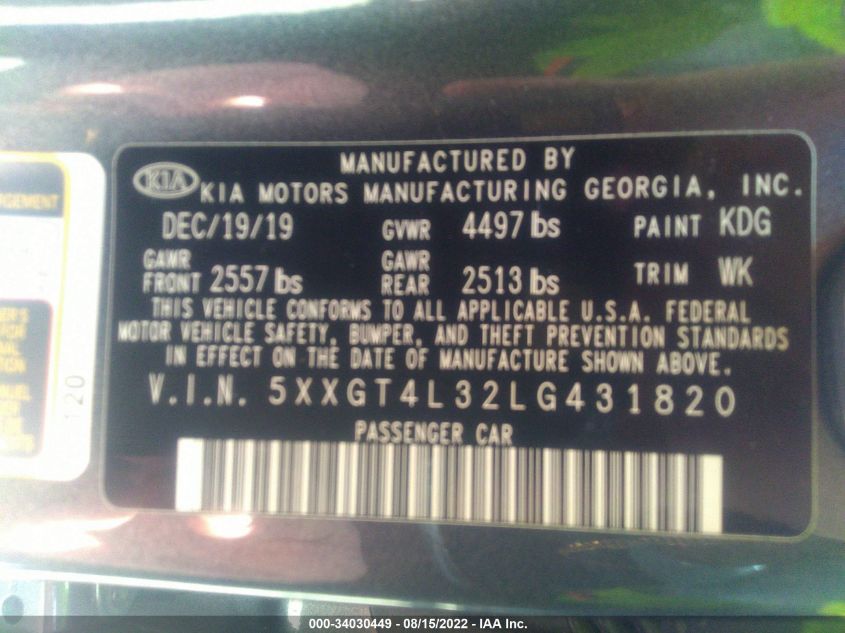 MANUFACTURED BY
KIA KIA MOTORS MANUFACTURING GEORGIA, INC.
DEC/19/19 GVWR 4497 lbs PAINT KDG
GAWR FRONT 2557 lbs GAWR REAR 2513 lbs TRIM WK
THIS VEHICLE CONFORMS TO ALL APPLICABLE U.S.A. FEDERAL
MOTOR VEHICLE SAFETY, BUMPER, AND THEFT PREVENTION STANDARDS
IN EFFECT ON THE DATE OF MANUFACTURE SHOWN ABOVE.
V.I.N. 5XXGT4L32LG431820
PASSENGER CAR
120
000-34030449 - 08/15/2022 - IAA Inc.